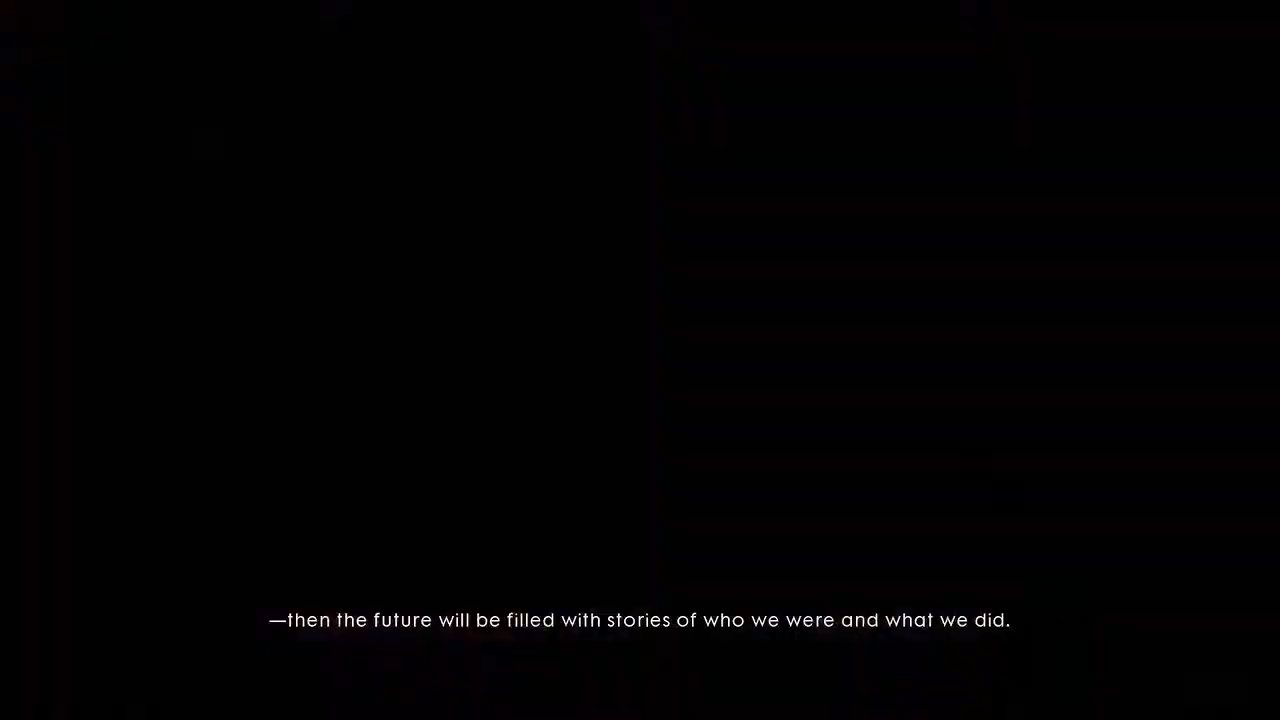 —then the future will be filled with stories of who we were and what we did.